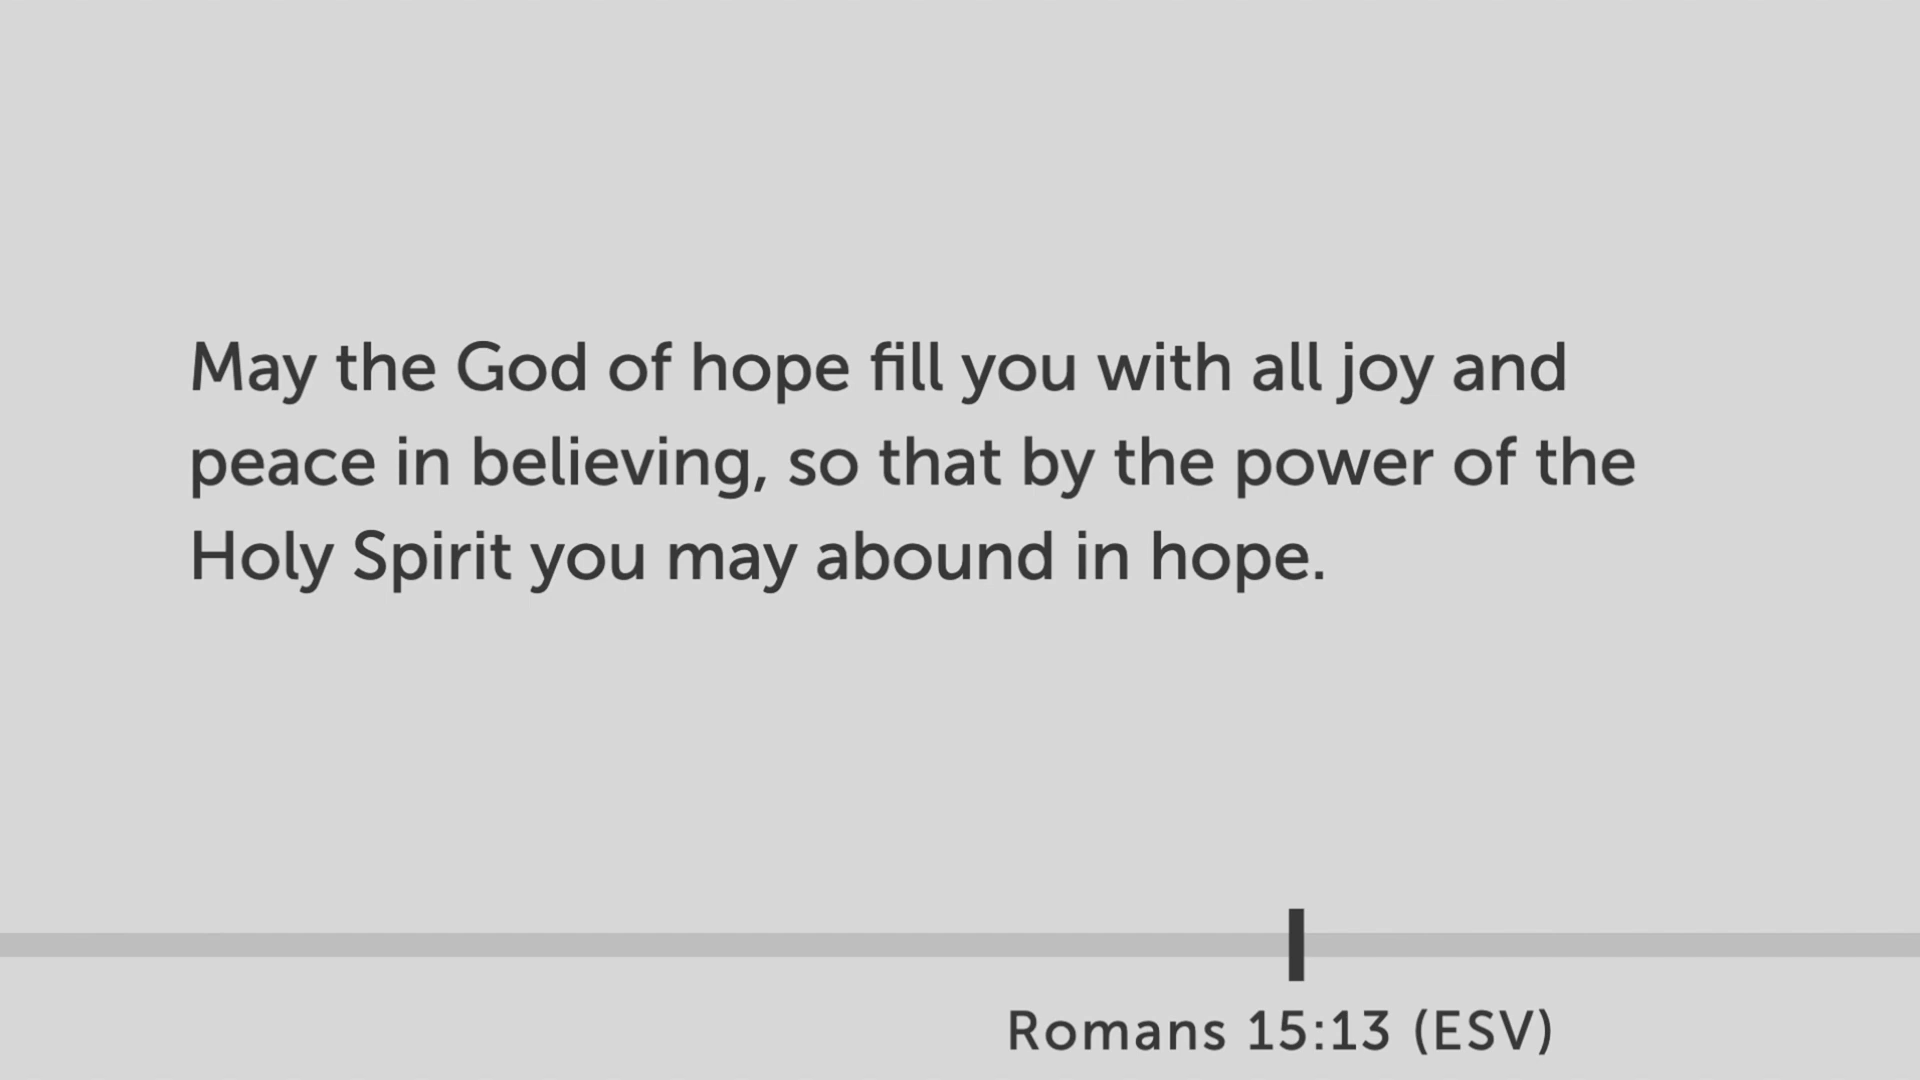 May the God of hope fill you with all joy and
peace in believing, so that by the power of the
Holy Spirit you may abound in hope.
Romans 15:13 (ESV)